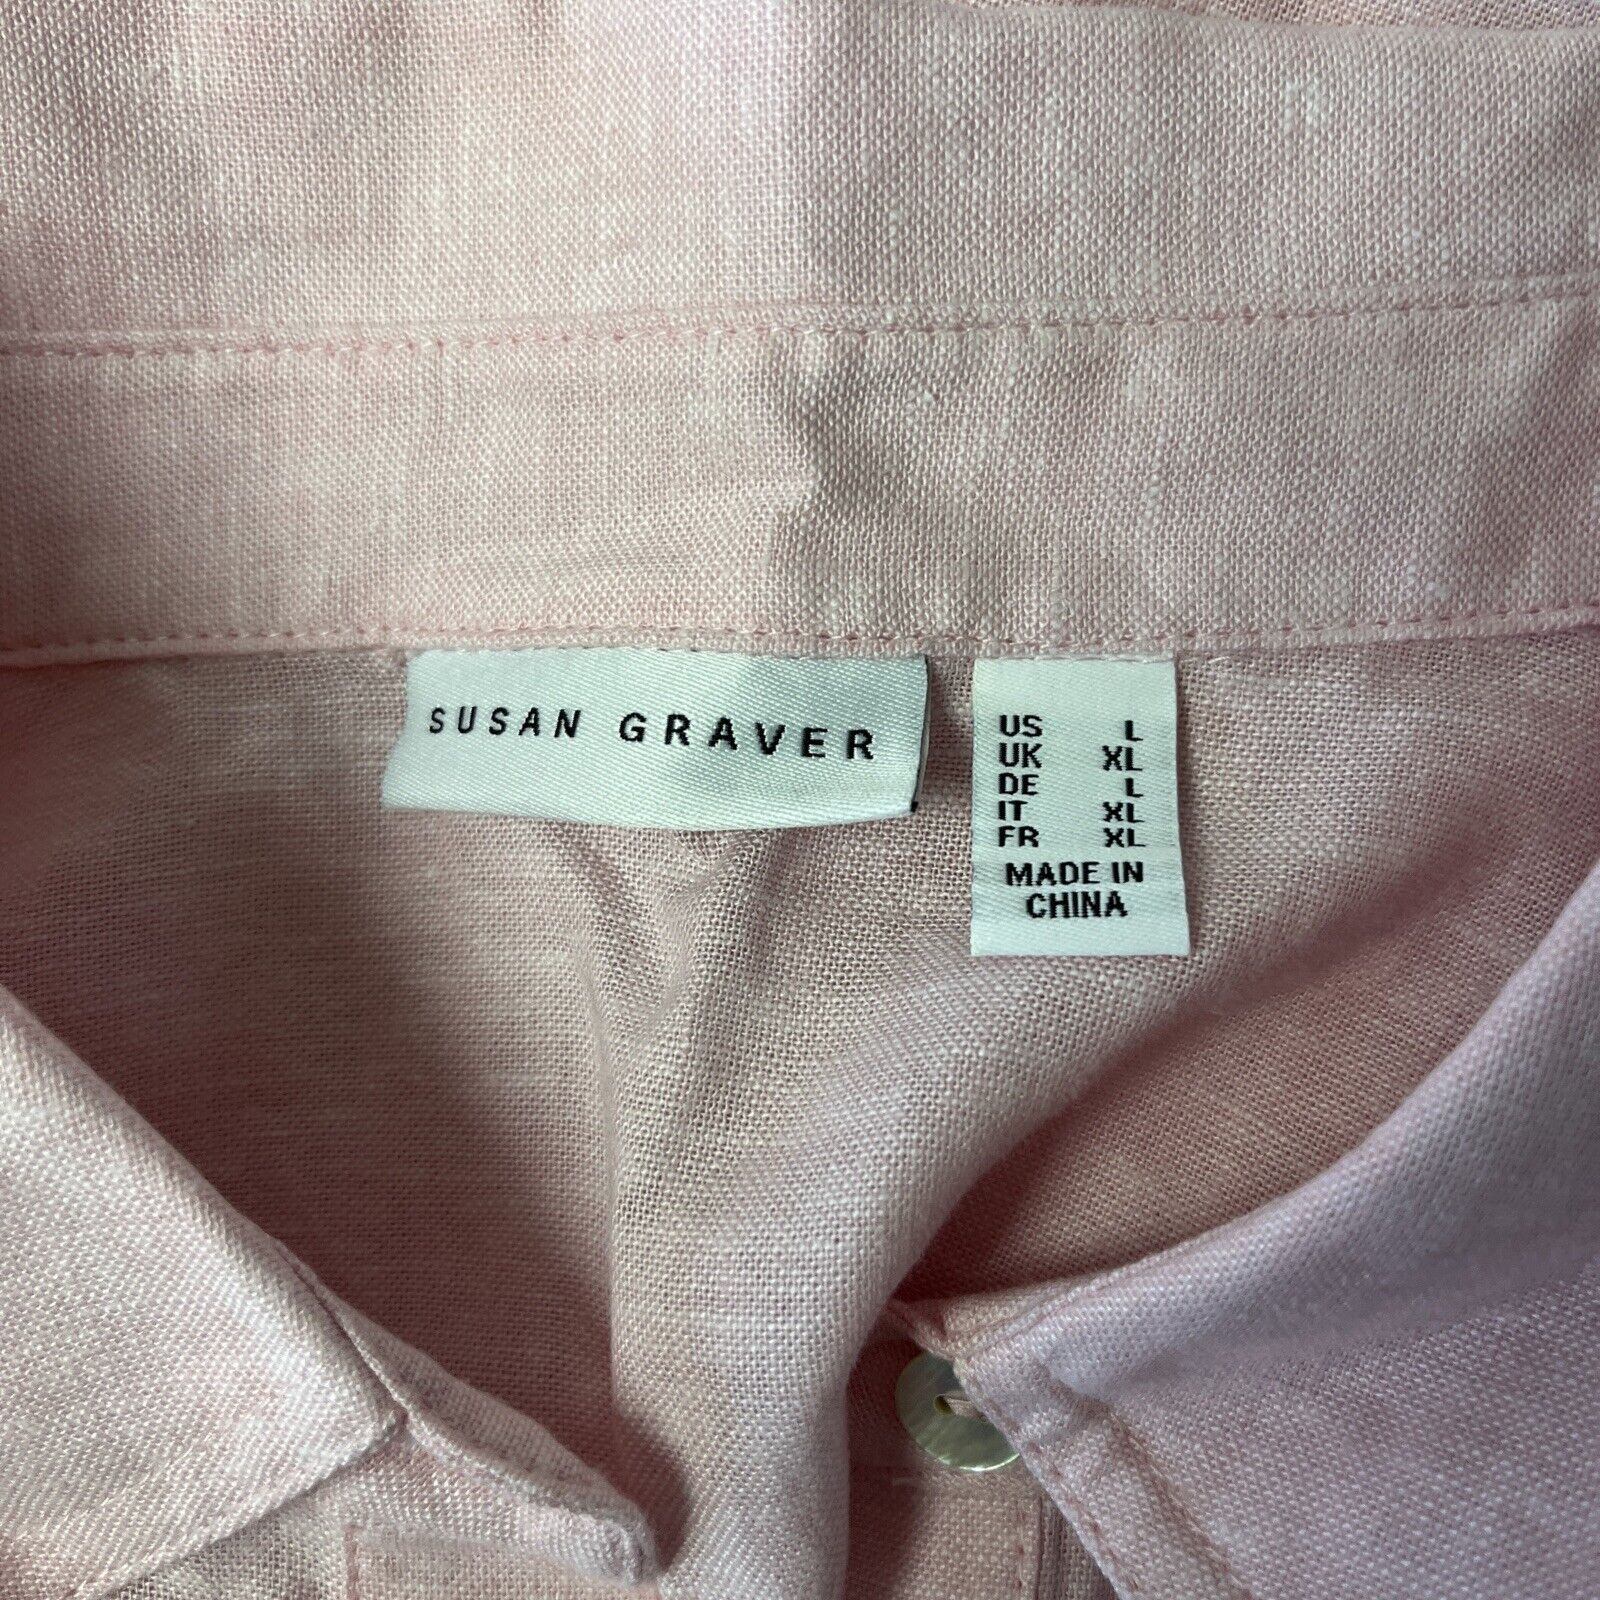 SUSAN GRAVER
US L
UK XL
DE L
IT XL
FR XL
MADE IN
CHINA